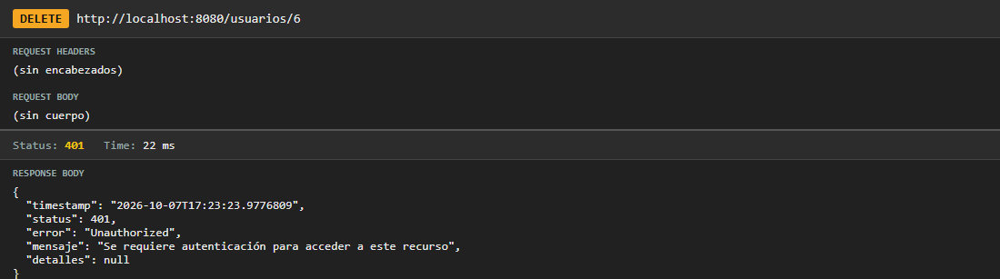 DELETE http://localhost:8080/usuarios/6
REQUEST HEADERS
(sin encabezados)
REQUEST BODY
(sin cuerpo)
Status: 401 Time: 22 ms
RESPONSE BODY
{
  "timestamp": "2026-10-07T17:23:23.9776809",
  "status": 401,
  "error": "Unauthorized",
  "mensaje": "Se requiere autenticación para acceder a este recurso",
  "detalles": null
}